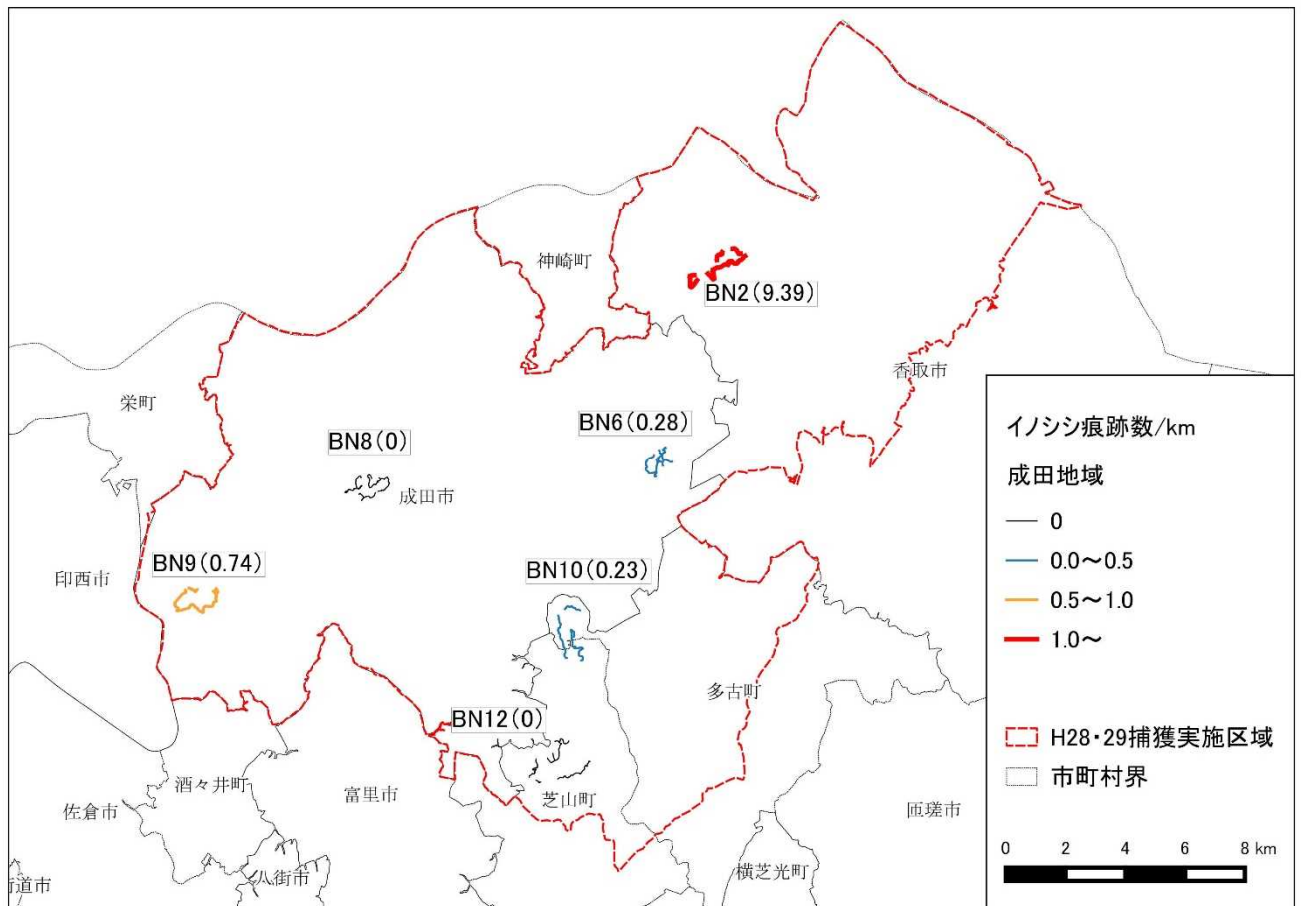 神崎町
BN2(9.39)
香取市
栄町
BN6(0.28)
BN8(0)
成田市
印西市
BN9(0.74)
BN10(0.23)
多古町
BN12(0)
酒々井町
富里市
芝山町
佐倉市
匝瑳市
八街市
横芝光町
道市
イノシシ痕跡数/km
成田地域
0
0.0~0.5
0.5~1.0
1.0~
H28・29捕獲実施区域
市町村界
0 2 4 6 8 km